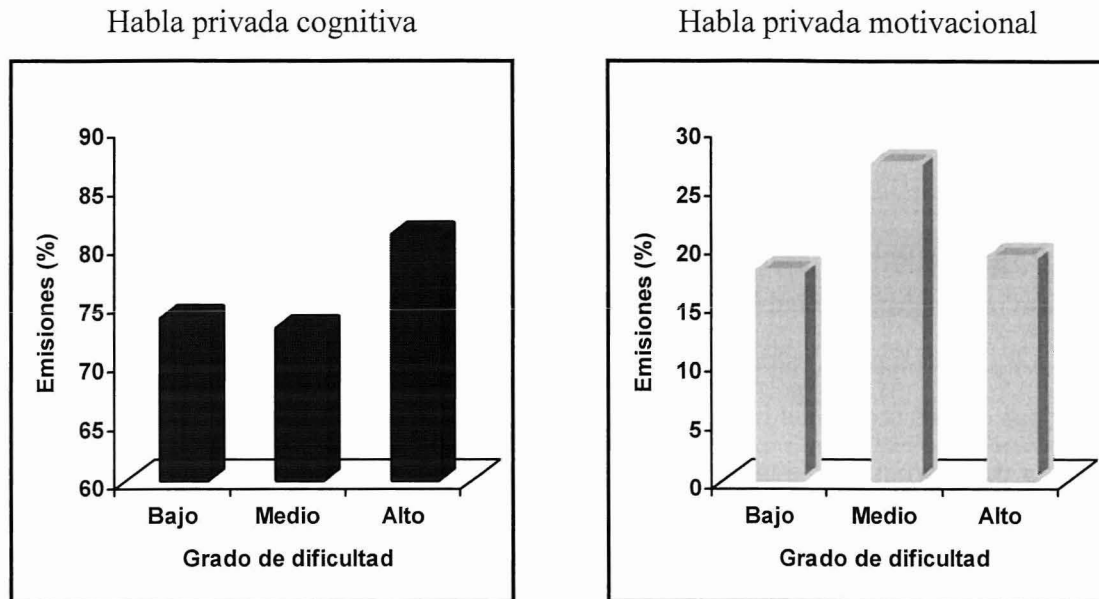 Habla privada cognitiva
90
85
80
75
70
65
60
Emisiones (%)
Bajo Medio Alto
Grado de dificultad
Habla privada motivacional
30
25
20
15
10
5
0
Emisiones (%)
Bajo Medio Alto
Grado de dificultad